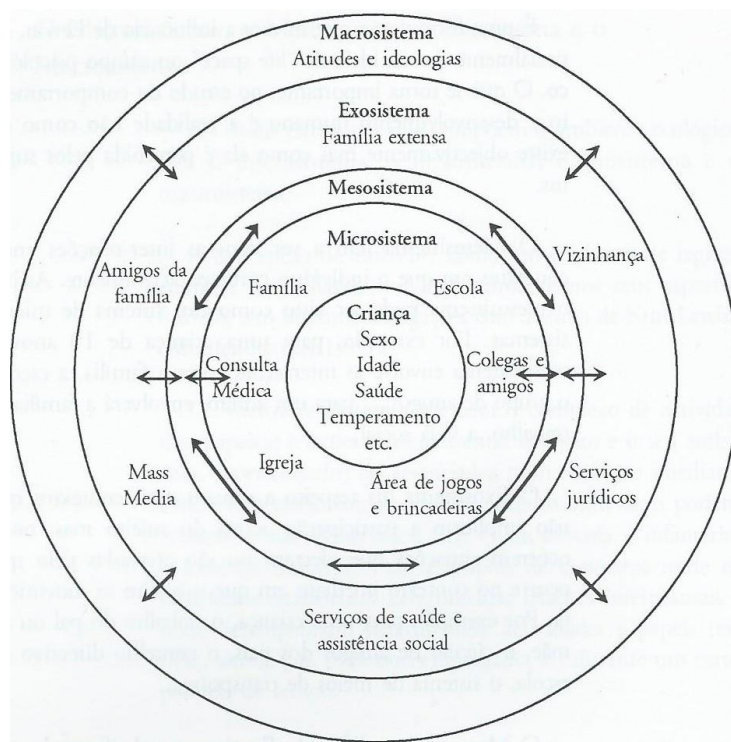 Macrosistema
Atitudes e ideologias
Exosistema
Família extensa
Mesosistema
Microsistema
Amigos da
família
Família
Escola
Vizinhança
Criança
Sexo
Idade
Saúde
Temperamento
etc.
Consulta
Médica
Colegas e
amigos
Igreja
Área de jogos
e brincadeiras
Mass
Media
Serviços
jurídicos
Serviços de saúde e
assistência social